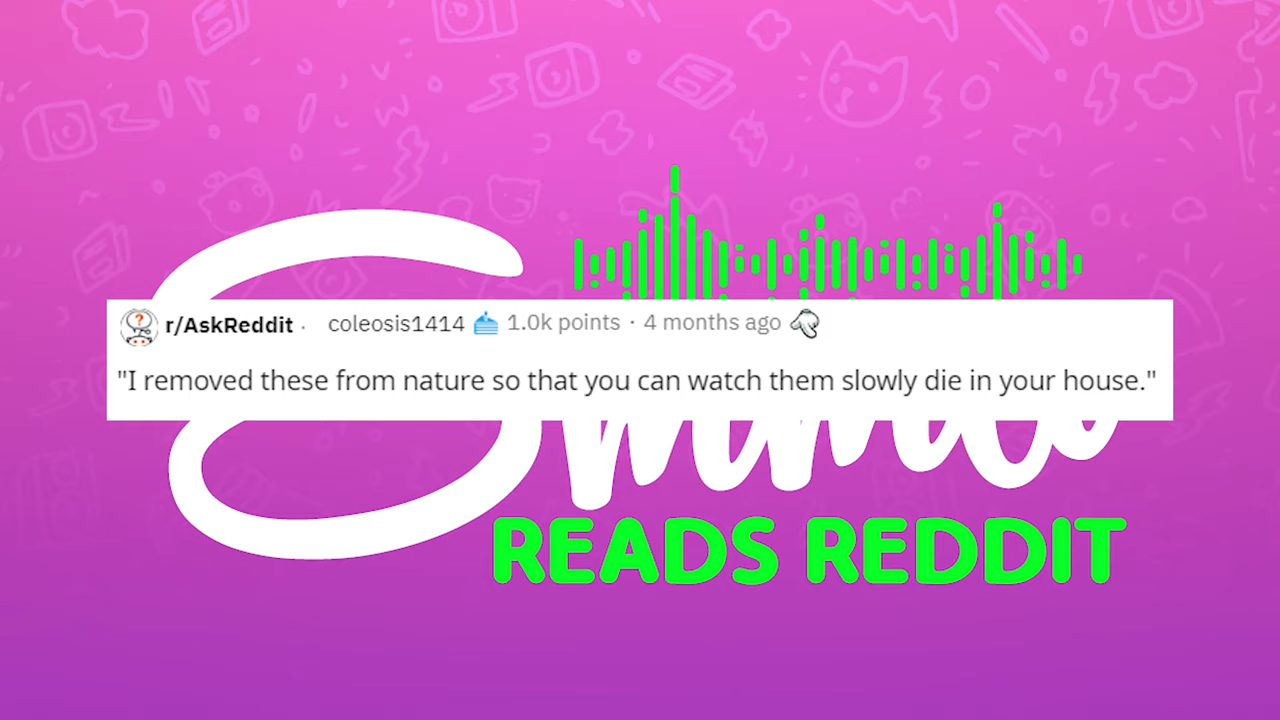 r/AskReddit · coleosis1414 1.0k points · 4 months ago
"I removed these from nature so that you can watch them slowly die in your house."
READS REDDIT